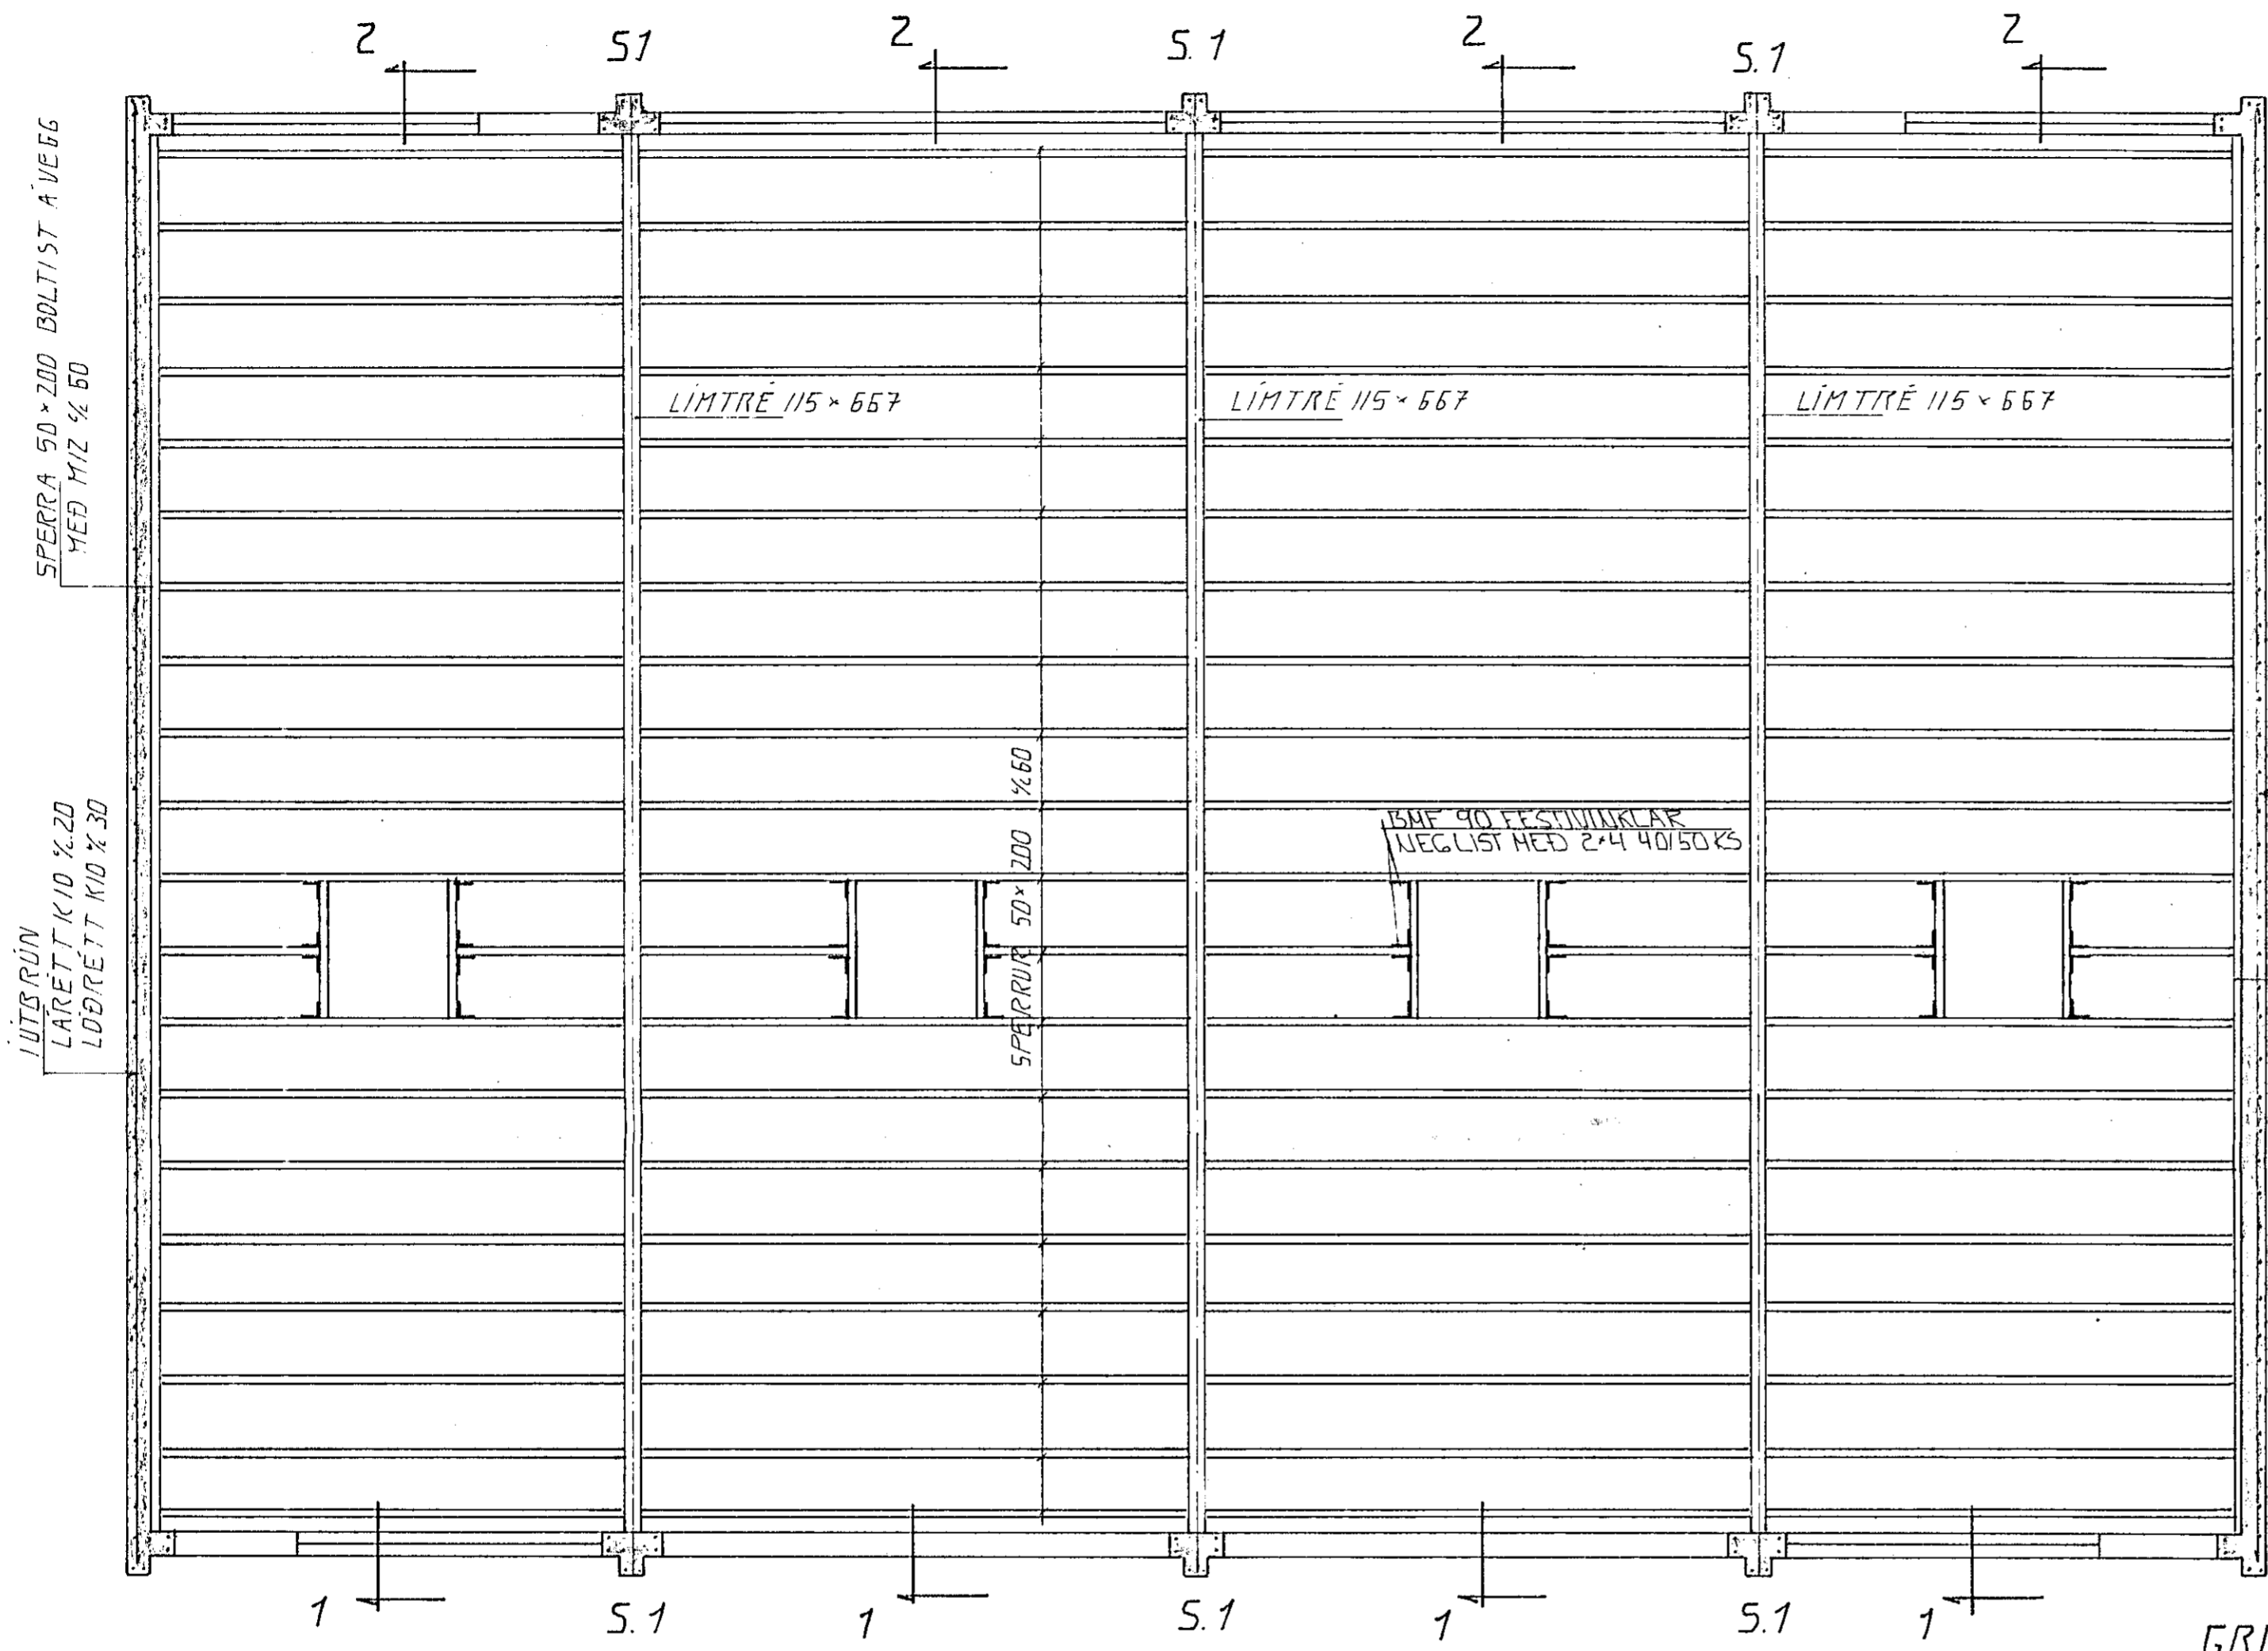 2
S1
2
S.1
2
S.1
2
SPERRA 50×200 BOLTIST Á VEGG
MEÐ M12 % 60
LÍMTRÉ 115 × 667
LÍMTRÉ 115 × 667
LÍMTRÉ 115 × 667
SPERRUR 50×200 % 60
BMF 90 FESTIVINKLAR
NEGLIST MEÐ 2*4 40/50 KS
Í ÚTBRÚN
LÁRÉTT K10 %20
LÓÐRÉTT K10 % 30
1
S.1
1
S.1
1
S.1
1
GRU